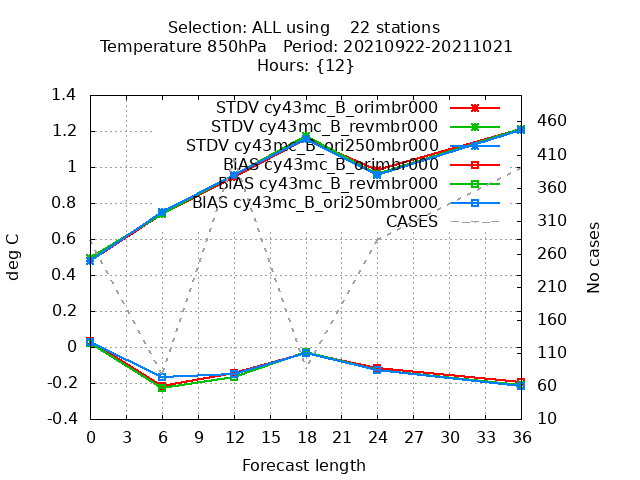 Selection: ALL using    22 stations
Temperature 850hPa   Period: 20210922-20211021
Hours: {12}
1.4
1.2
1
0.8
0.6
0.4
0.2
0
-0.2
-0.4
deg C
STDV cy43mc_B_orimbr000
STDV cy43mc_B_revmbr000
STDV cy43mc_B_ori250mbr000
BIAS cy43mc_B_orimbr000
BIAS cy43mc_B_revmbr000
BIAS cy43mc_B_ori250mbr000
CASES
460
410
360
310
260
210
160
110
60
10
No cases
0 3 6 9 12 15 18 21 24 27 30 33 36
Forecast length